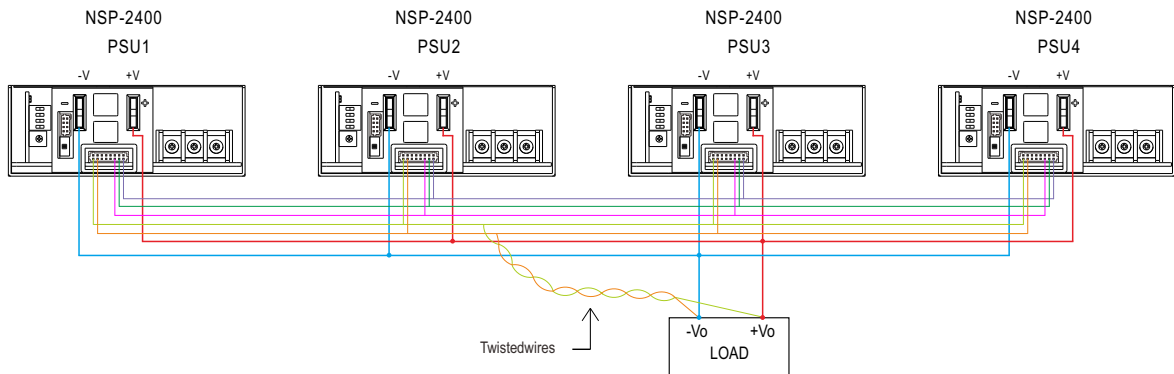 NSP-2400 NSP-2400 NSP-2400 NSP-2400
PSU1 PSU2 PSU3 PSU4
-V +V -V +V -V +V -V +V
- + - + - + - +
Twistedwires
-Vo +Vo
LOAD